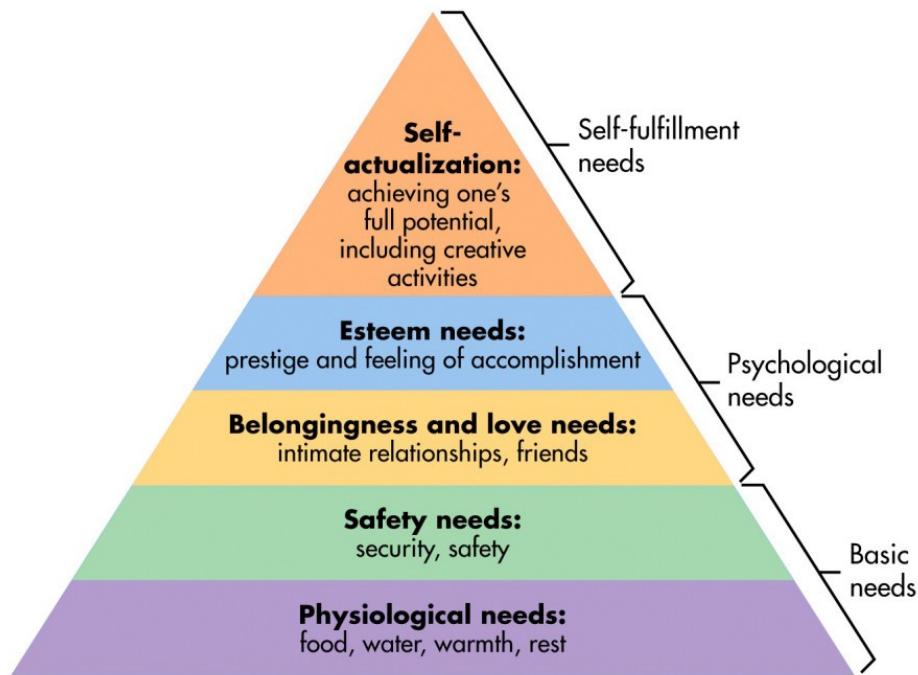 Self-
actualization:
achieving one's
full potential,
including creative
activities
Self-fulfillment
needs
Esteem needs:
prestige and feeling of accomplishment
Psychological
needs
Belongingness and love needs:
intimate relationships, friends
Safety needs:
security, safety
Basic
needs
Physiological needs:
food, water, warmth, rest